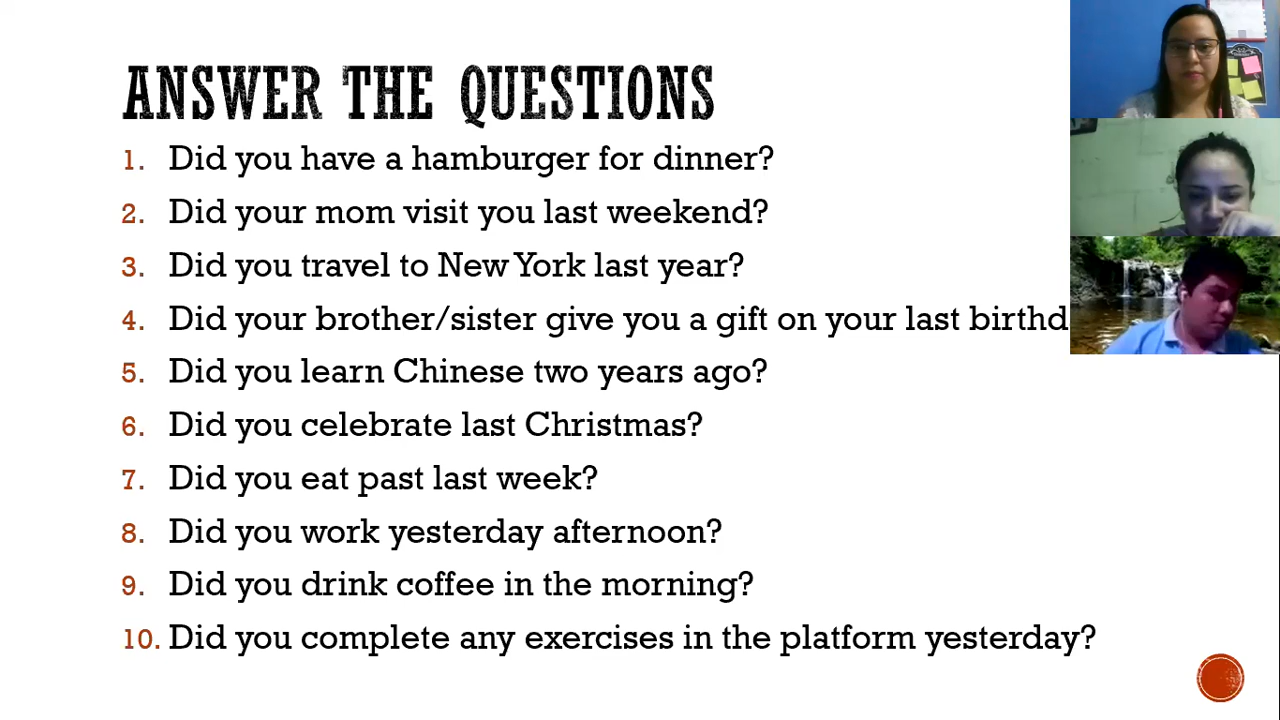 ANSWER THE QUESTIONS
1. Did you have a hamburger for dinner?
2. Did your mom visit you last weekend?
3. Did you travel to New York last year?
4. Did your brother/sister give you a gift on your last birthd
5. Did you learn Chinese two years ago?
6. Did you celebrate last Christmas?
7. Did you eat past last week?
8. Did you work yesterday afternoon?
9. Did you drink coffee in the morning?
10. Did you complete any exercises in the platform yesterday?